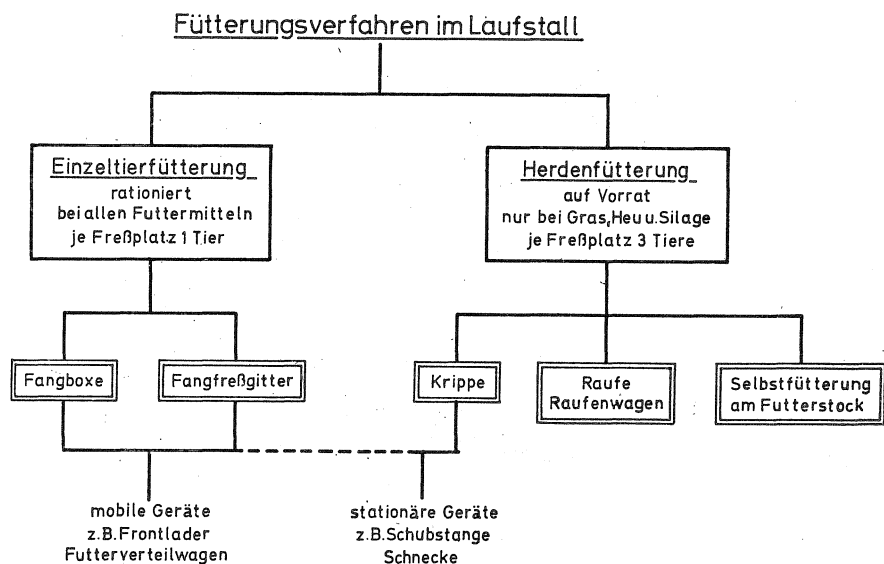 Fütterungsverfahren im Laufstall
Einzeltierfütterung
rationiert
bei allen Futtermitteln
je Freßplatz 1 Tier
Herdenfütterung
auf Vorrat
nur bei Gras, Heu u. Silage
je Freßplatz 3 Tiere
Fangboxe
Fangfreßgitter
Krippe
Raufe
Raufenwagen
Selbstfütterung
am Futterstock
mobile Geräte
z.B. Frontlader
Futterverteilwagen
stationäre Geräte
z.B. Schubstange
Schnecke